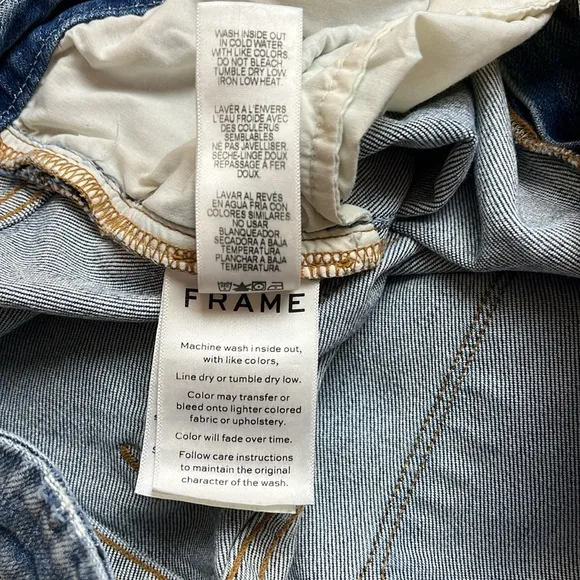 WASH INSIDE OUT
IN COLD WATER
WITH LIKE COLORS.
DO NOT BLEACH
TUMBLE DRY LOW.
IRON LOW HEAT.
LAVER À L'ENVERS
L'EAU FROIDE AVEC
DES COULERUS
SEMBLABLES.
NE PAS JAVELLISER.
SÈCHE-LINGE DOUX
REPASSAGE A FER
DOUX.
LAVAR AL REVÉS
EN AGUA FRIA CON
COLORES SIMILARES
NO USAR
BLANQUEADOR
SECADORA A BAJA
TEMPERATURA
PLANCHAR A BAJA
TEMPERATURA.
FRAME
Machine wash inside out,
with like colors,
Line dry or tumble dry low.
Color may transfer or
bleed onto lighter colored
fabric or upholstery.
Color will fade over time.
Follow care instructions
to maintain the original
character of the wash.